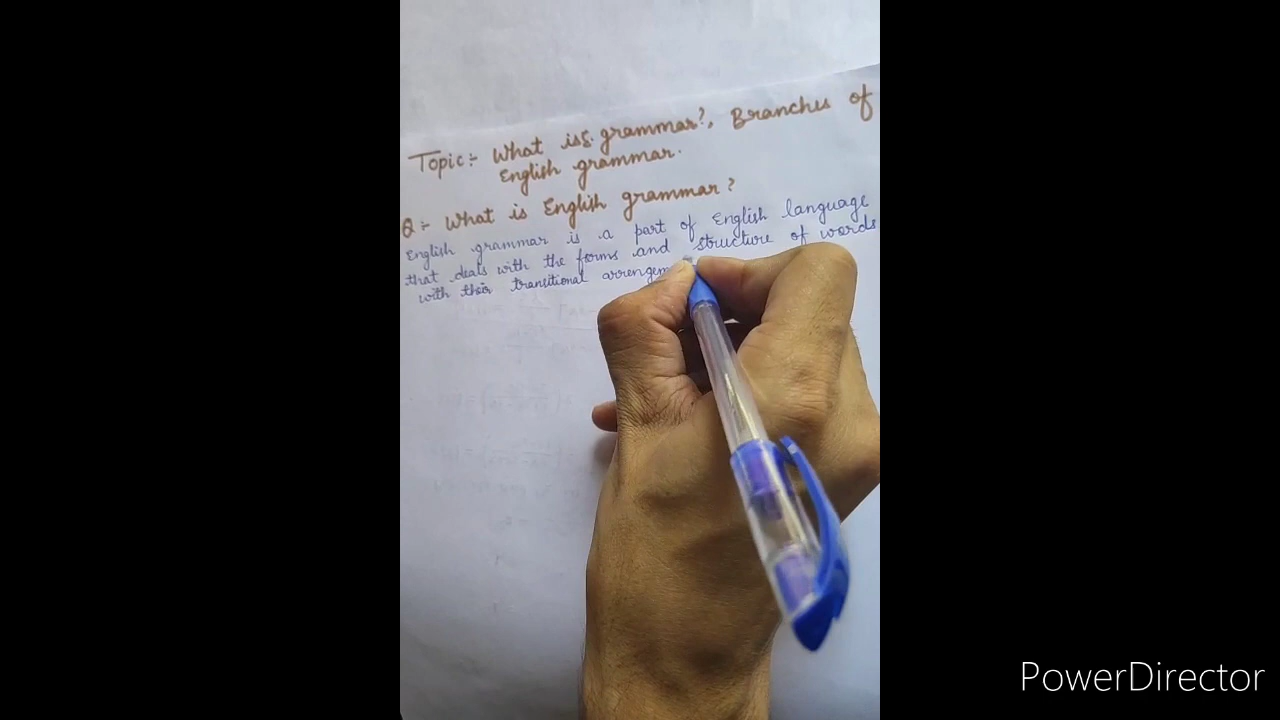 Topic:- What is g. grammar?, Branches of
English grammar.
Q:- What is English grammar?
English grammar is a part of English language
that deals with the forms and structure of words
with their transitional arrengem
PowerDirector